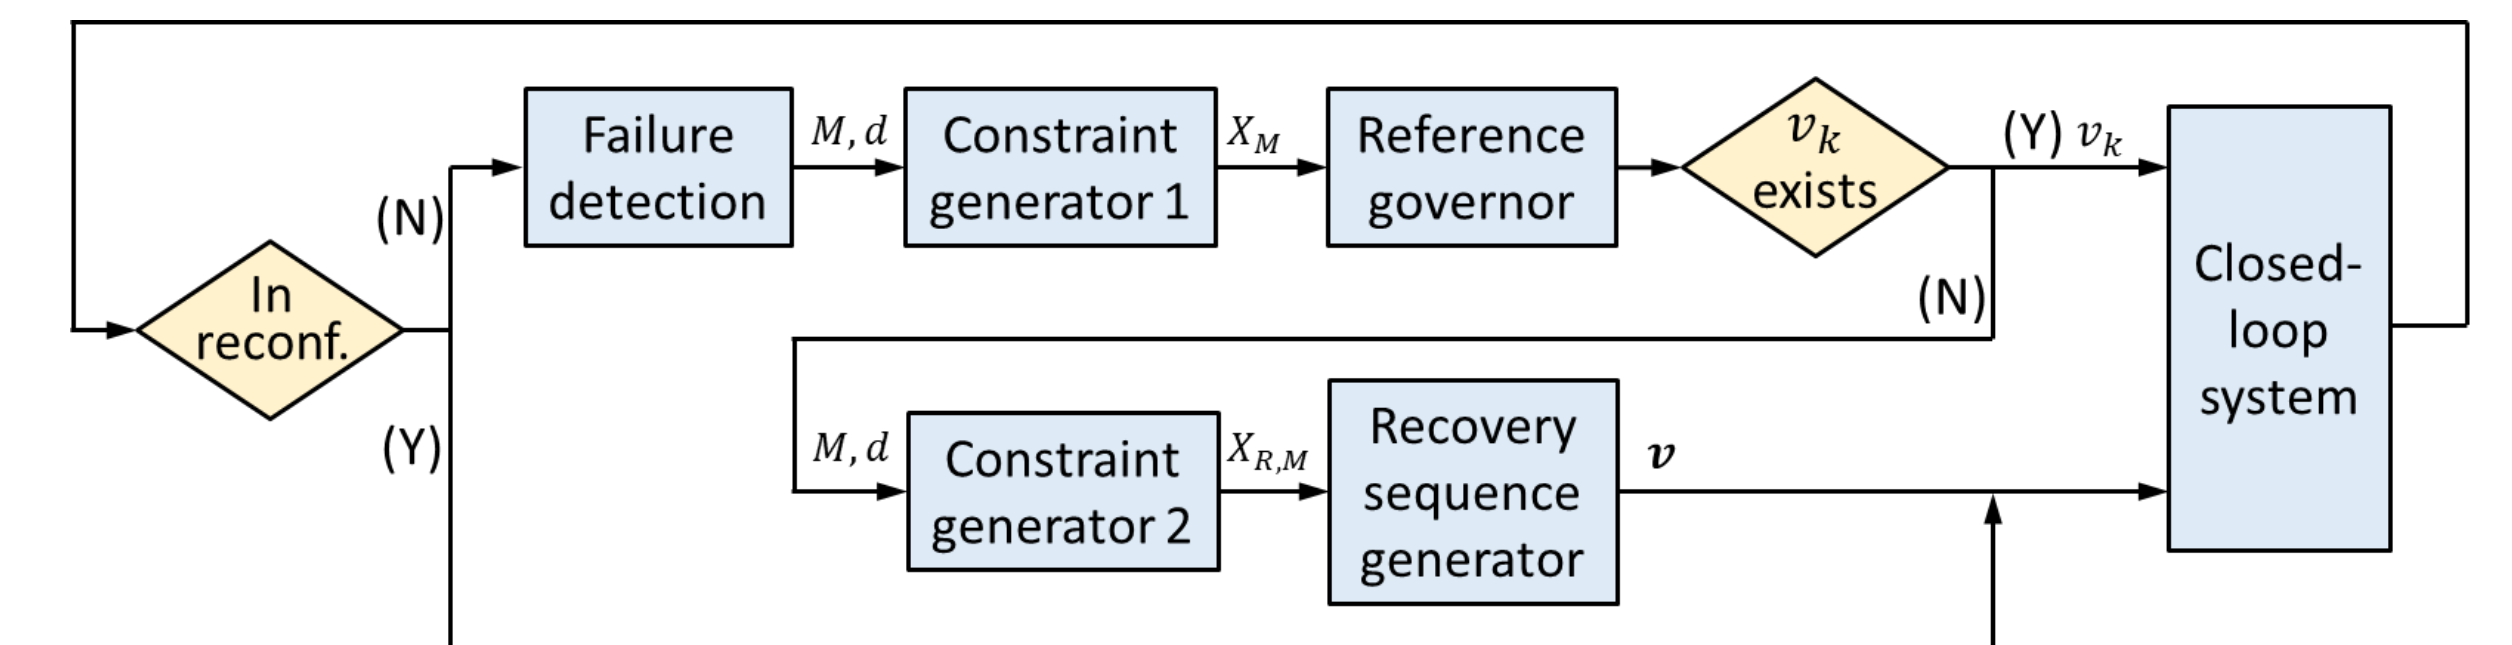 Failure
detection
M, d
Constraint
generator 1
X_M
Reference
governor
v_k
exists
(Y) v_k
(N)
In
reconf.
(N)
(Y)
Closed-
loop
system
M, d
Constraint
generator 2
X_{R,M}
Recovery
sequence
generator
v